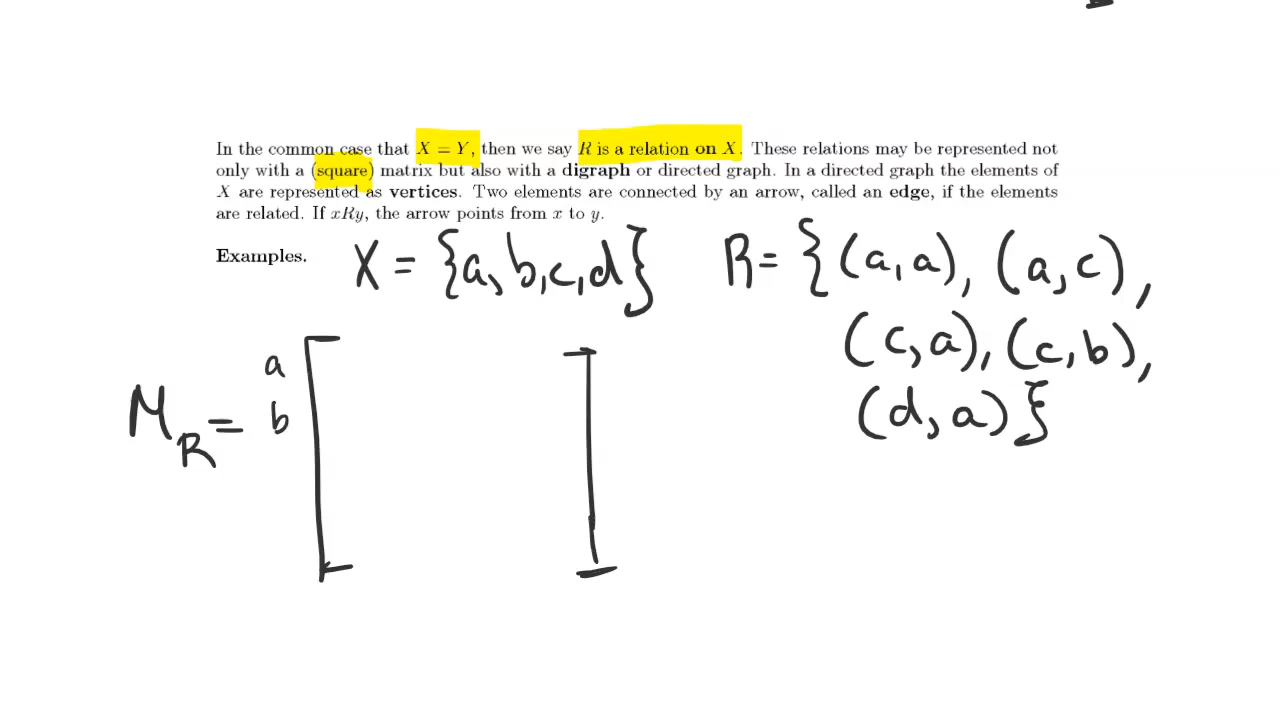 In the common case that X = Y, then we say R is a relation on X. These relations may be represented not
only with a (square) matrix but also with a digraph or directed graph. In a directed graph the elements of
X are represented as vertices. Two elements are connected by an arrow, called an edge, if the elements
are related. If xRy, the arrow points from x to y.
Examples. X = {a, b, c, d} R = {(a, a), (a, c),
(c, a), (c, b),
(d, a)}
a
M_R = b